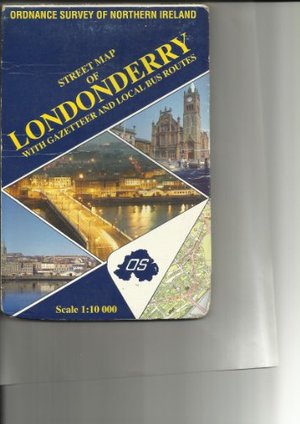 ORDNANCE SURVEY OF NORTHERN IRELAND
STREET MAP
OF
LONDONDERRY
WITH GAZETTEER AND LOCAL BUS ROUTES
OS
Scale 1:10 000